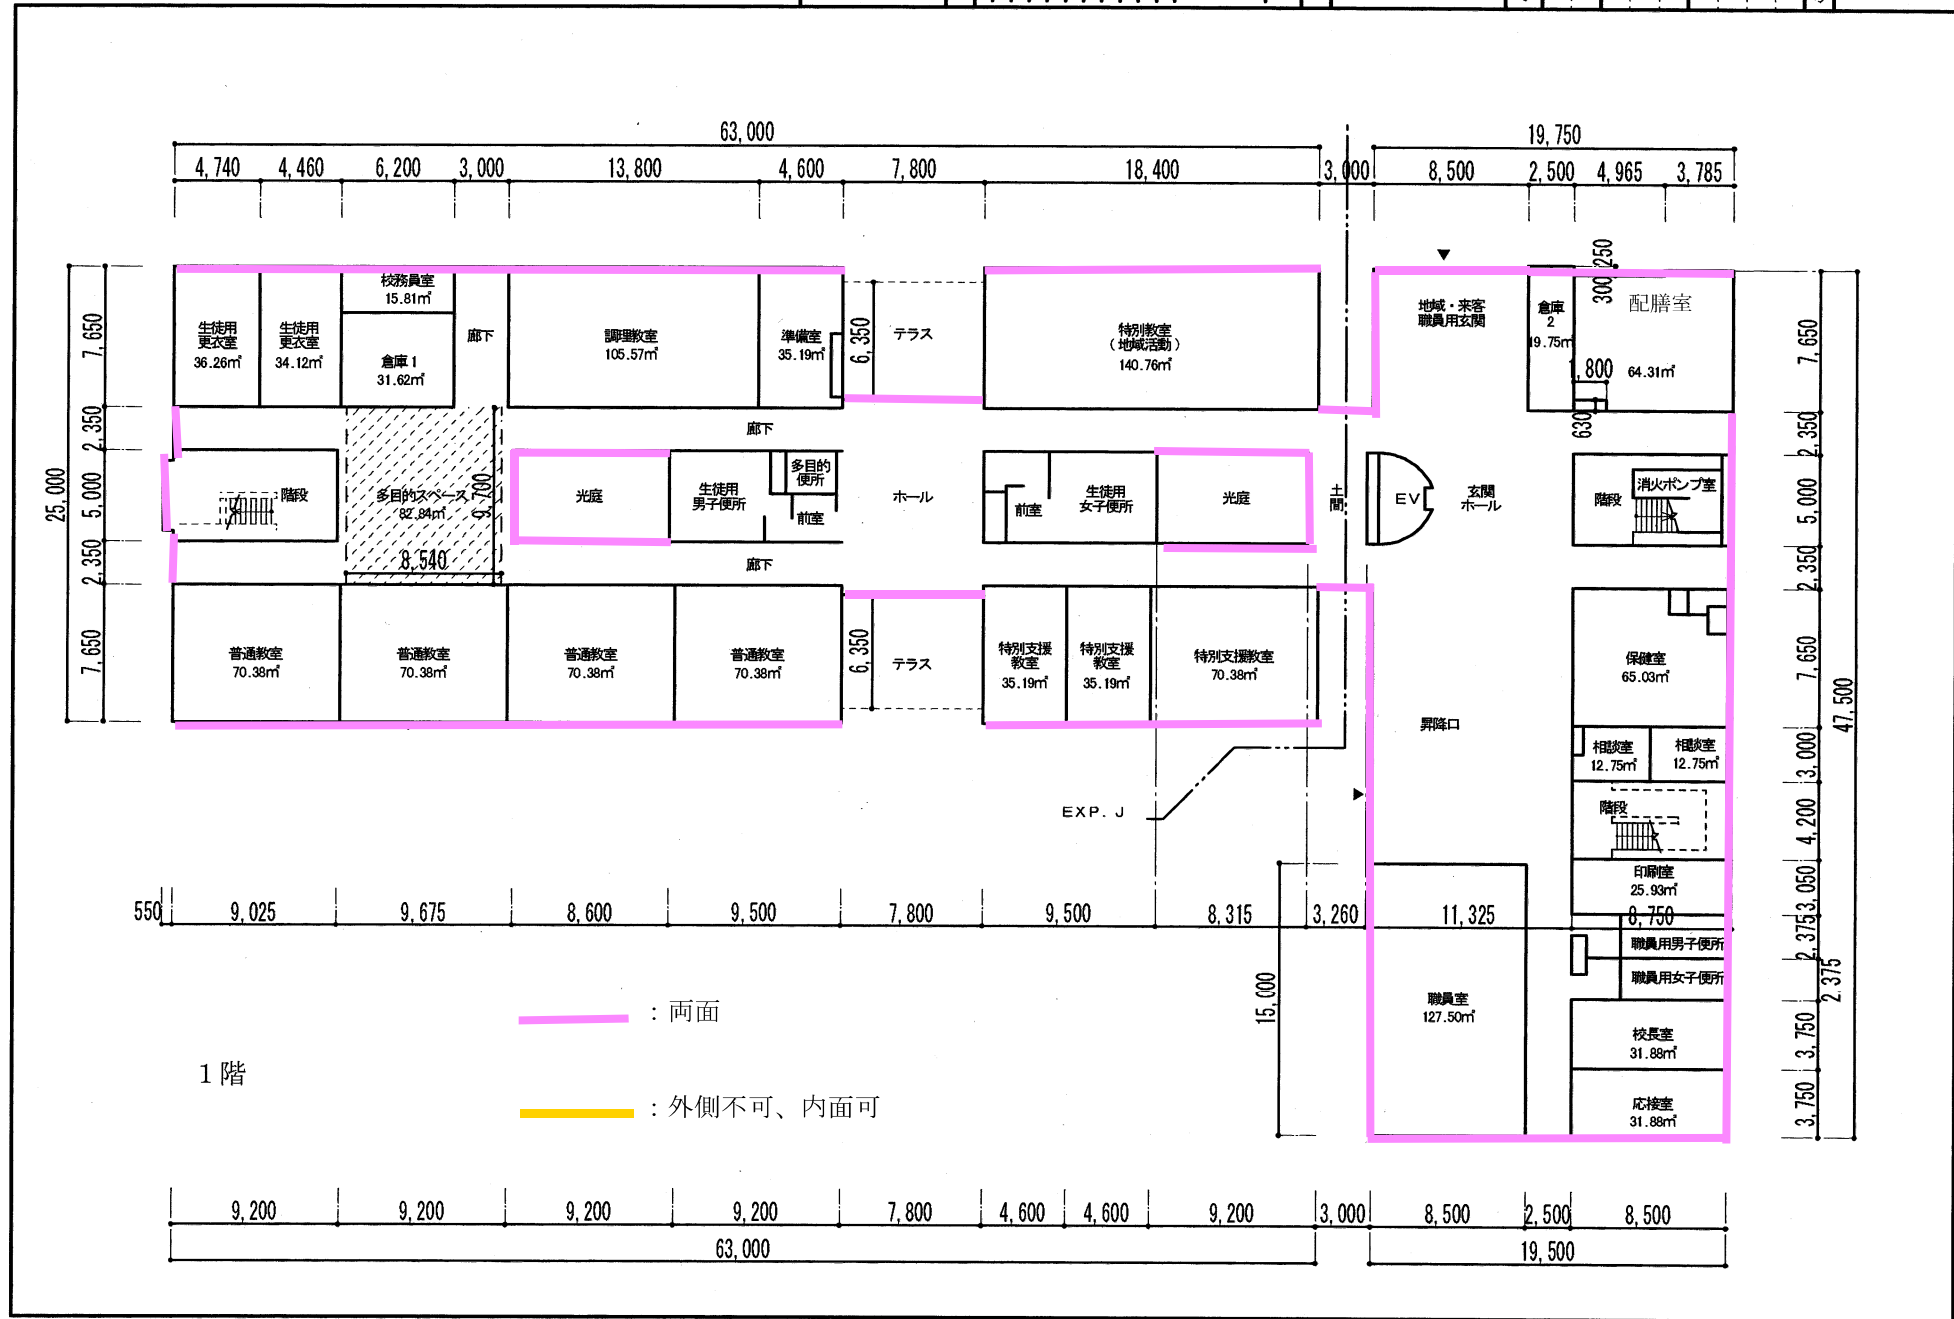 63,000
19,750
4,740 4,460 6,200 3,000 13,800 4,600 7,800 18,400 3,000 8,500 2,500 4,965 3,785
250
300
25,000
7,650
2,350
5,000
2,350
7,650
生徒用
更衣室
36.26㎡
生徒用
更衣室
34.12㎡
校務員室
15.81㎡
倉庫1
31.62㎡
廊下
調理教室
105.57㎡
準備室
35.19㎡
6,350
テラス
特別教室
(地域活動)
140.76㎡
地域・来客
職員用玄関
倉庫
2
19.75㎡
配膳室
64.31㎡
1,800
630
廊下
階段
多目的スペース
82.84㎡
9,700
8,540
光庭
生徒用
男子便所
多目的
便所
前室
ホール
前室
生徒用
女子便所
光庭
土間
EV
玄関
ホール
階段
消火ポンプ室
廊下
普通教室
70.38㎡
普通教室
70.38㎡
普通教室
70.38㎡
普通教室
70.38㎡
6,350
テラス
特別支援
教室
35.19㎡
特別支援
教室
35.19㎡
特別支援教室
70.38㎡
保健室
65.03㎡
昇降口
相談室
12.75㎡
相談室
12.75㎡
階段
印刷室
25.93㎡
職員用男子便所
職員用女子便所
職員室
127.50㎡
校長室
31.88㎡
応接室
31.88㎡
7,650
2,350
5,000
2,350
7,650
3,000
4,200
3,050
2,375
2,375
3,750
3,750
47,500
EXP. J
550 9,025 9,675 8,600 9,500 7,800 9,500 8,315 3,260 11,325 8,750
15,000
:両面
1階
:外側不可、内面可
9,200 9,200 9,200 9,200 7,800 4,600 4,600 9,200 3,000 8,500 2,500 8,500
63,000
19,500